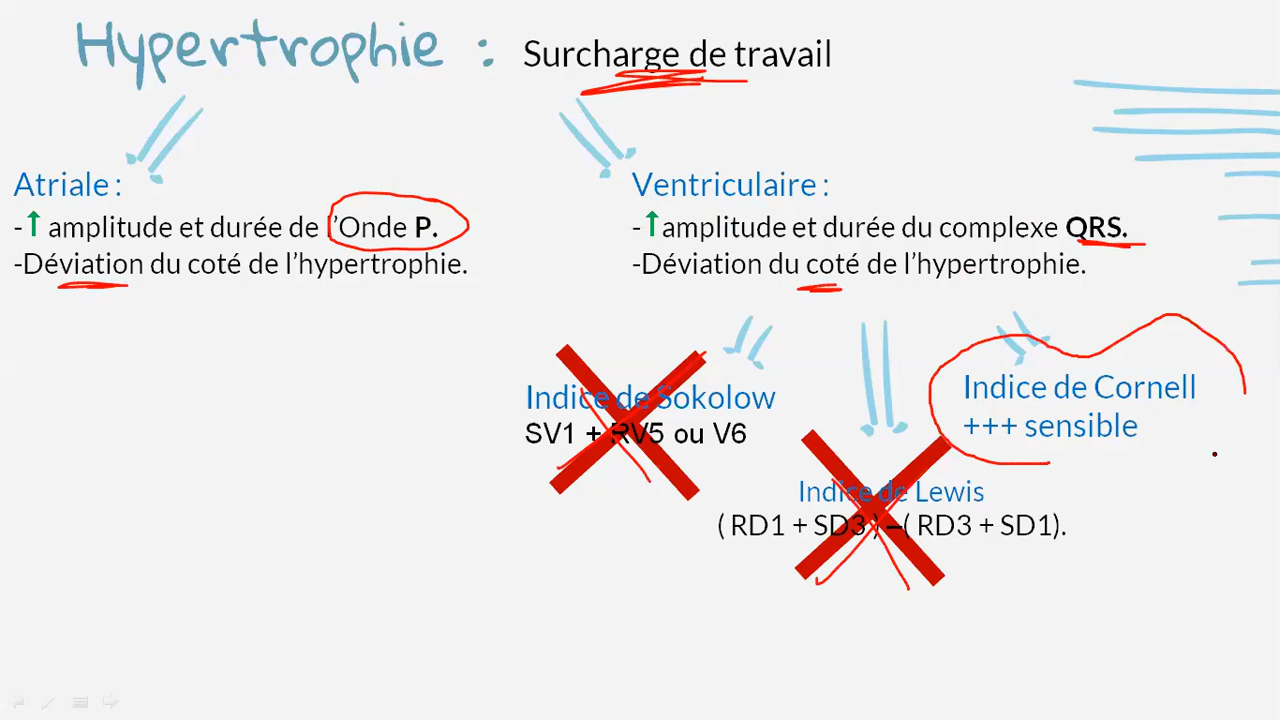 Hypertrophie : Surcharge de travail
Atriale :
-↑ amplitude et durée de l’Onde P.
-Déviation du coté de l’hypertrophie.
Ventriculaire :
-↑amplitude et durée du complexe QRS.
-Déviation du coté de l’hypertrophie.
Indice de Sokolow
SV1 + RV5 ou V6
Indice de Lewis
( RD1 + SD3 ) –( RD3 + SD1).
Indice de Cornell
+++ sensible